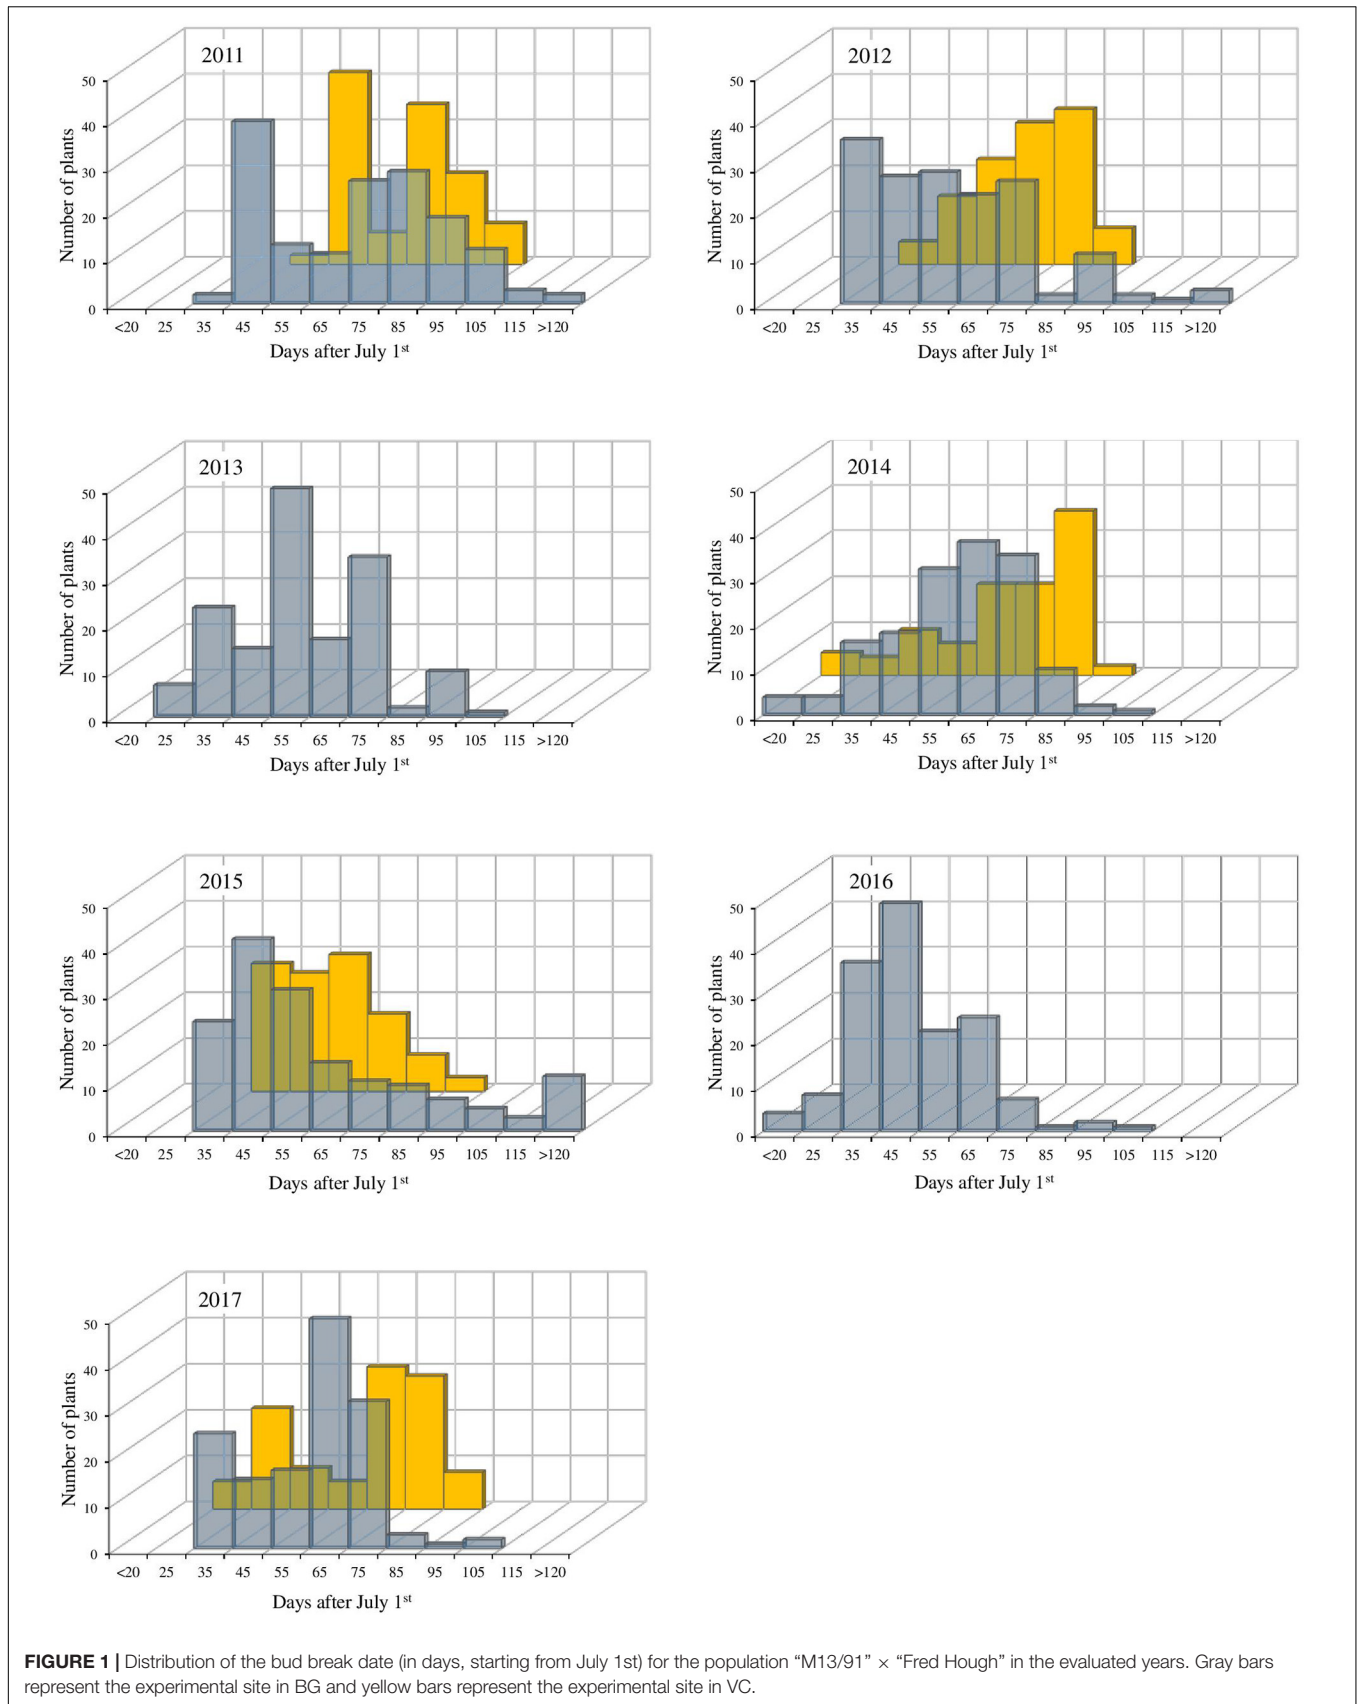 2011
50
40
30
20
10
0
Number of plants
<20 25 35 45 55 65 75 85 95 105 115 >120
Days after July 1st
2012
50
40
30
20
10
0
Number of plants
<20 25 35 45 55 65 75 85 95 105 115 >120
Days after July 1st
2013
50
40
30
20
10
0
Number of plants
<20 25 35 45 55 65 75 85 95 105 115 >120
Days after July 1st
2014
50
40
30
20
10
0
Number of plants
<20 25 35 45 55 65 75 85 95 105 115 >120
Days after July 1st
2015
50
40
30
20
10
0
Number of plants
<20 25 35 45 55 65 75 85 95 105 115 >120
Days after July 1st
2016
50
40
30
20
10
0
Number of plants
<20 25 35 45 55 65 75 85 95 105 115 >120
Days after July 1st
2017
50
40
30
20
10
0
Number of plants
<20 25 35 45 55 65 75 85 95 105 115 >120
Days after July 1st
FIGURE 1 | Distribution of the bud break date (in days, starting from July 1st) for the population “M13/91” × “Fred Hough” in the evaluated years. Gray bars
represent the experimental site in BG and yellow bars represent the experimental site in VC.